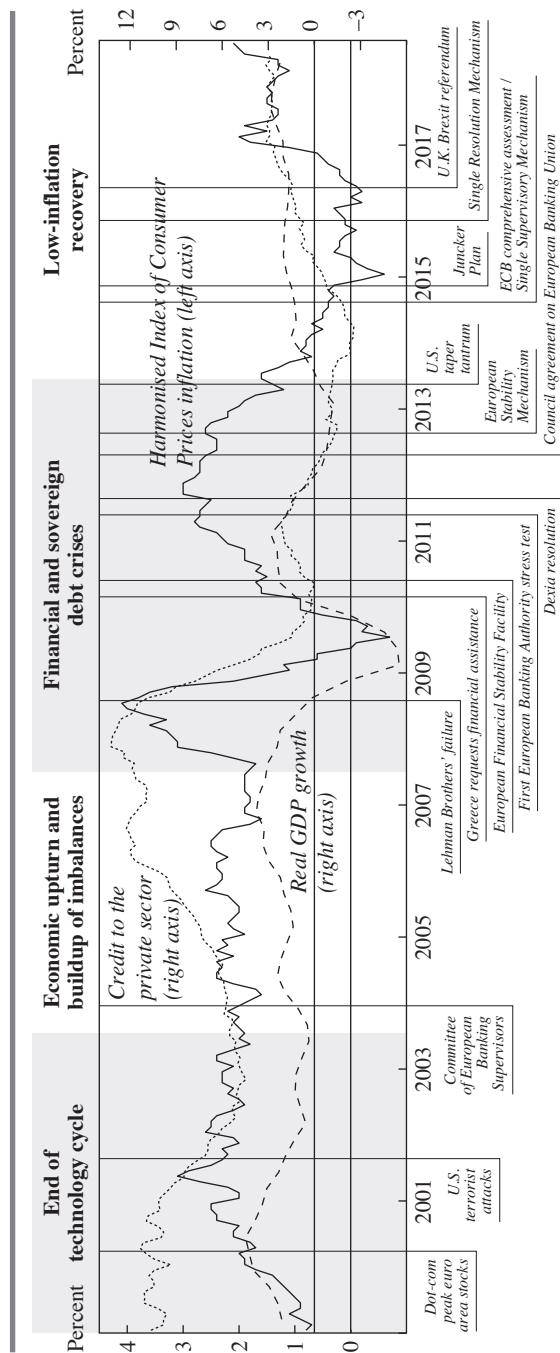 Percent
Percent
End of
technology cycle
Economic upturn and
buildup of imbalances
Financial and sovereign
debt crises
Low-inflation
recovery
4
3
2
1
0
12
9
6
3
0
−3
Credit to the
private sector
(right axis)
Real GDP growth
(right axis)
Harmonised Index of Consumer
Prices inflation (left axis)
2001
2003
2005
2007
2009
2011
2013
2015
2017
Dot-com
peak euro
area stocks
U.S.
terrorist
attacks
Committee
of European
Banking
Supervisors
Lehman Brothers’ failure
Greece requests financial assistance
European Financial Stability Facility
First European Banking Authority stress test
Dexia resolution
U.S.
taper
tantrum
European
Stability
Mechanism
Council agreement on European Banking Union
Juncker
Plan
ECB comprehensive assessment /
Single Supervisory Mechanism
U.K. Brexit referendum
Single Resolution Mechanism